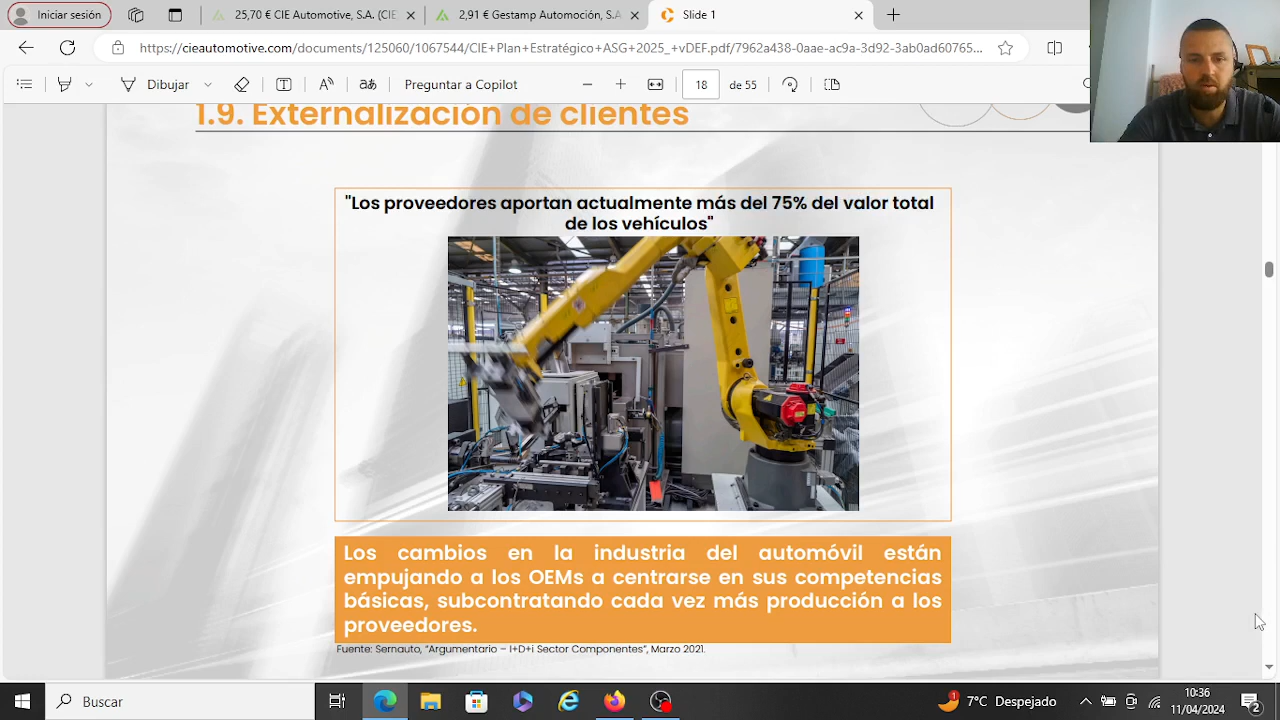 Iniciar sesión
25,70 € CIE Automotive, S.A. (CIE
2,91 € Gestamp Automoción, S.A.
Slide 1
https://cieautomotive.com/documents/125060/1067544/CIE+Plan+Estratégico+ASG+2025_+vDEF.pdf/7962a438-0aae-ac9a-3d92-3ab0ad60765...
Dibujar
Preguntar a Copilot
18
de 55
1.9. Externalización de clientes
"Los proveedores aportan actualmente más del 75% del valor total
de los vehículos"
Los cambios en la industria del automóvil están
empujando a los OEMs a centrarse en sus competencias
básicas, subcontratando cada vez más producción a los
proveedores.
Fuente: Sernauto, "Argumentario – I+D+i Sector Componentes", Marzo 2021.
Buscar
1
7°C Despejado
10:36
11/04/2024
2